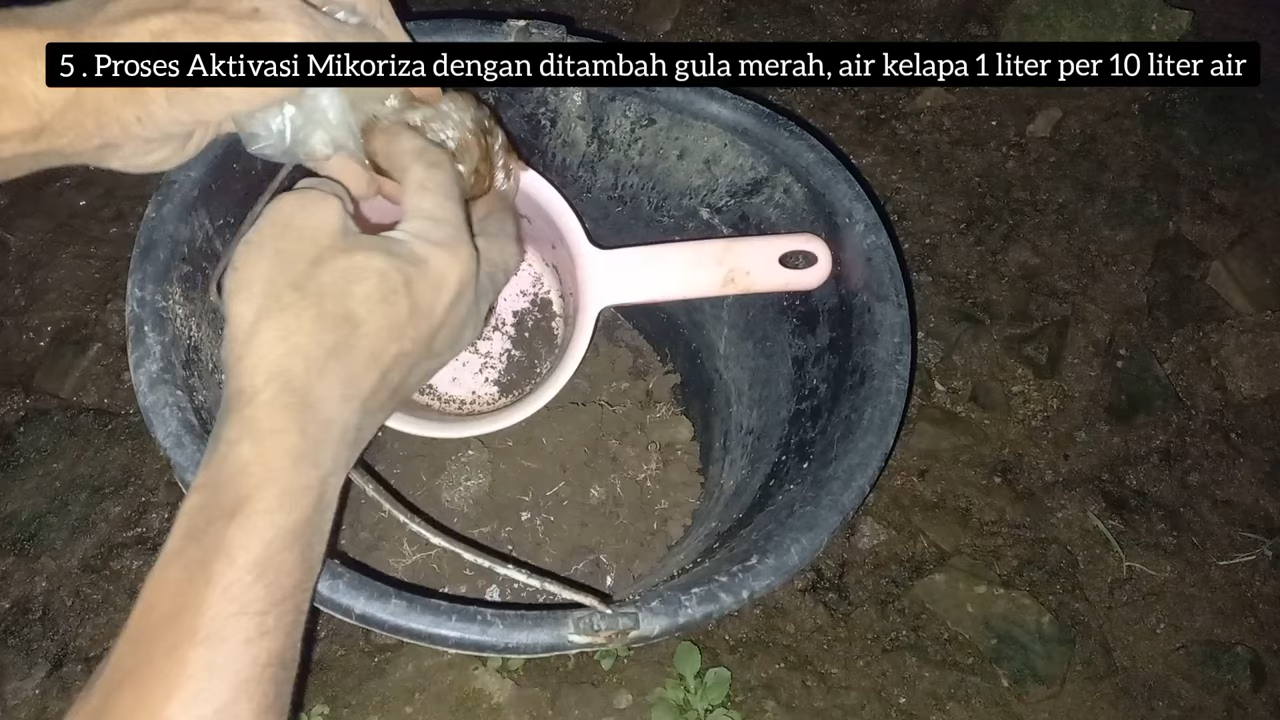 5 . Proses Aktivasi Mikoriza dengan ditambah gula merah, air kelapa 1 liter per 10 liter air